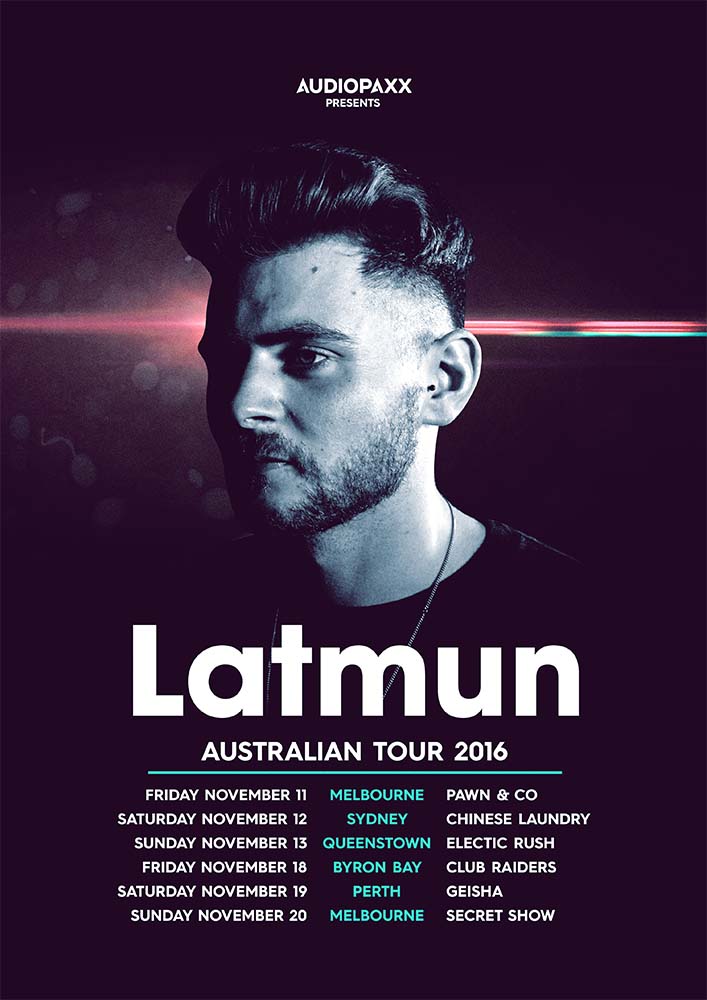 AUDIOPAXX
PRESENTS
Latmun
AUSTRALIAN TOUR 2016
FRIDAY NOVEMBER 11 MELBOURNE PAWN & CO
SATURDAY NOVEMBER 12 SYDNEY CHINESE LAUNDRY
SUNDAY NOVEMBER 13 QUEENSTOWN ELECTIC RUSH
FRIDAY NOVEMBER 18 BYRON BAY CLUB RAIDERS
SATURDAY NOVEMBER 19 PERTH GEISHA
SUNDAY NOVEMBER 20 MELBOURNE SECRET SHOW